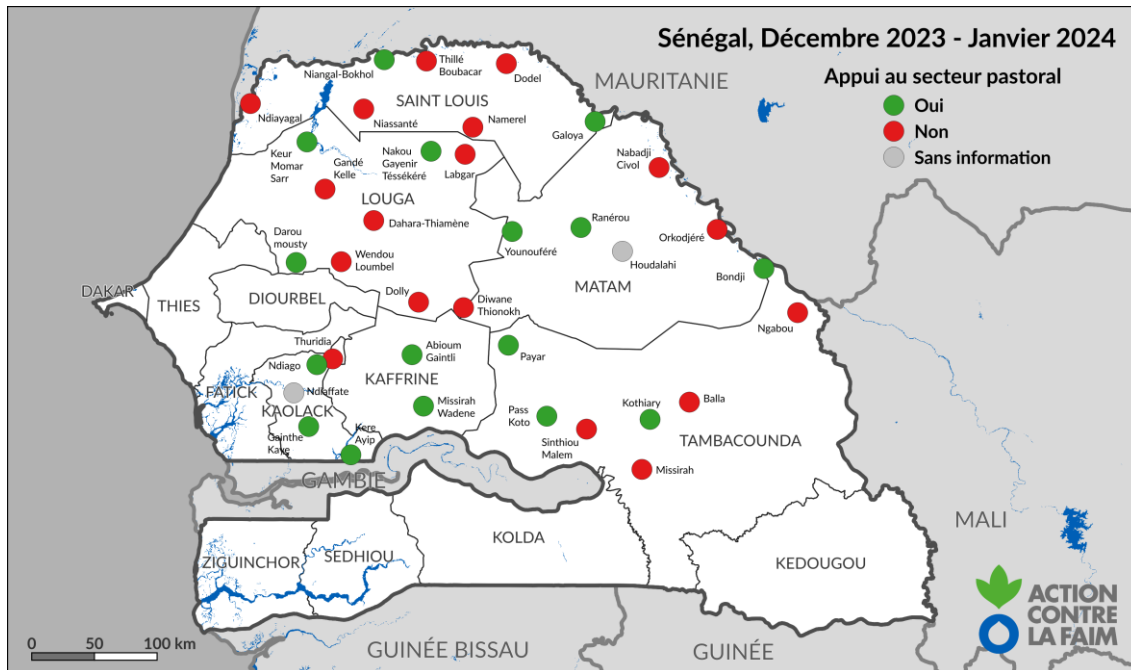 Sénégal, Décembre 2023 - Janvier 2024
Appui au secteur pastoral
Oui
Non
Sans information
MAURITANIE
Niangal-Bokhol
Thillé
Boubacar
Dodel
SAINT LOUIS
Ndiayagal
Niassanté
Namerel
Galoya
Keur
Momar
Sarr
Gandé
Kelle
Nakou
Gayenir
Téssékéré
Labgar
Nabadji
Civol
LOUGA
Dahara-Thiamène
Ranérou
Younouféré
Orkodjéré
Houdalahi
Darou
mousty
Wendou
Loumbel
Bondji
MATAM
DAKAR
THIES
DIOURBEL
Dolly
Diwane
Thionokh
Ngabou
Thuridia
Ndiago
Abioum
Gaintli
Payar
KAFFRINE
FATICK
Ndiaffate
KAOLACK
Missirah
Wadene
Pass
Koto
Kothiary
Balla
Gainthe
Kaye
Kere
Ayip
Sinthiou
Malem
TAMBACOUNDA
Missirah
GAMBIE
MALI
KOLDA
ZIGUINCHOR
SEDHIOU
KEDOUGOU
GUINÉE BISSAU
GUINÉE
0 50 100 km
ACTION
CONTRE
LA FAIM